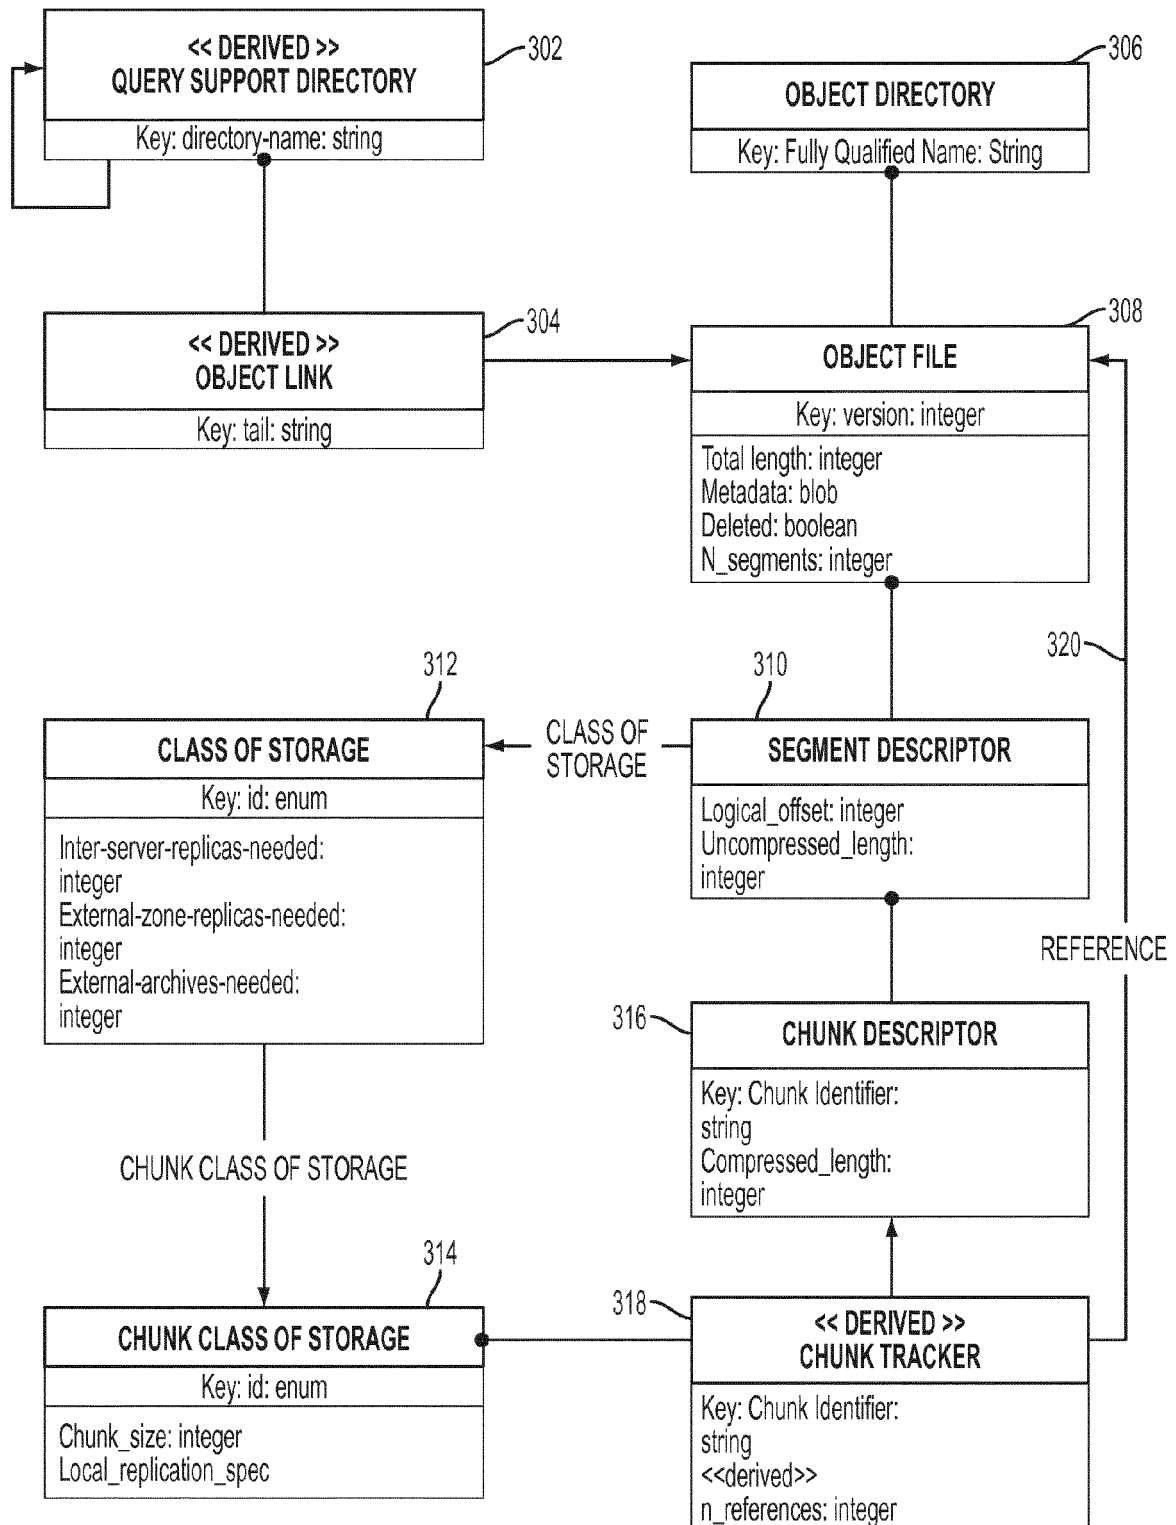 << DERIVED >>
QUERY SUPPORT DIRECTORY
Key: directory-name: string
302
OBJECT DIRECTORY
Key: Fully Qualified Name: String
306
<< DERIVED >>
OBJECT LINK
Key: tail: string
304
OBJECT FILE
Key: version: integer
Total length: integer
Metadata: blob
Deleted: boolean
N_segments: integer
308
320
REFERENCE
312
CLASS OF STORAGE
Key: id: enum
Inter-server-replicas-needed:
integer
External-zone-replicas-needed:
integer
External-archives-needed:
integer
CLASS OF
STORAGE
310
SEGMENT DESCRIPTOR
Logical_offset: integer
Uncompressed_length:
integer
316
CHUNK DESCRIPTOR
Key: Chunk Identifier:
string
Compressed_length:
integer
CHUNK CLASS OF STORAGE
314
CHUNK CLASS OF STORAGE
Key: id: enum
Chunk_size: integer
Local_replication_spec
318
<< DERIVED >>
CHUNK TRACKER
Key: Chunk Identifier:
string
<<derived>>
n_references: integer